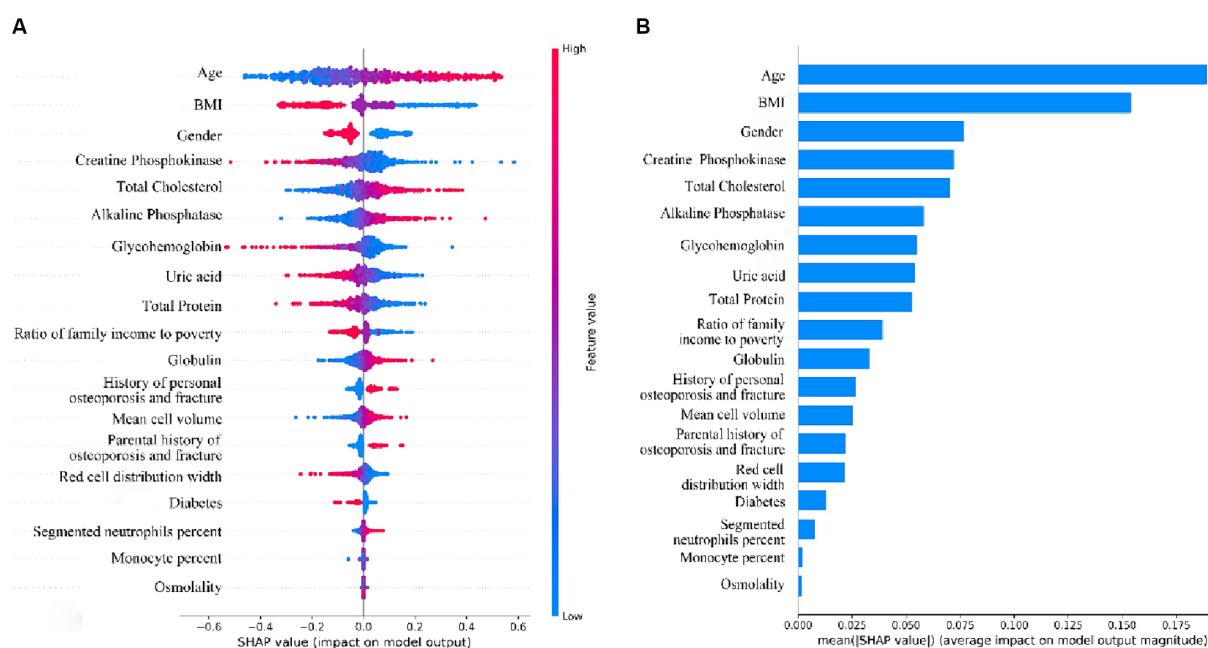 A
High
Age
BMI
Gender
Creatine Phosphokinase
Total Cholesterol
Alkaline Phosphatase
Glycohemoglobin
Uric acid
Total Protein
Ratio of family income to poverty
Globulin
History of personal
osteoporosis and fracture
Mean cell volume
Parental history of
osteoporosis and fracture
Red cell distribution width
Diabetes
Segmented neutrophils percent
Monocyte percent
Osmolality
Feature value
Low
−0.6 −0.4 −0.2 0.0 0.2 0.4 0.6
SHAP value (impact on model output)
B
Age
BMI
Gender
Creatine Phosphokinase
Total Cholesterol
Alkaline Phosphatase
Glycohemoglobin
Uric acid
Total Protein
Ratio of family
income to poverty
Globulin
History of personal
osteoporosis and fracture
Mean cell volume
Parental history of
osteoporosis and fracture
Red cell
distribution width
Diabetes
Segmented
neutrophils percent
Monocyte percent
Osmolality
0.000 0.025 0.050 0.075 0.100 0.125 0.150 0.175
mean(|SHAP value|) (average impact on model output magnitude)